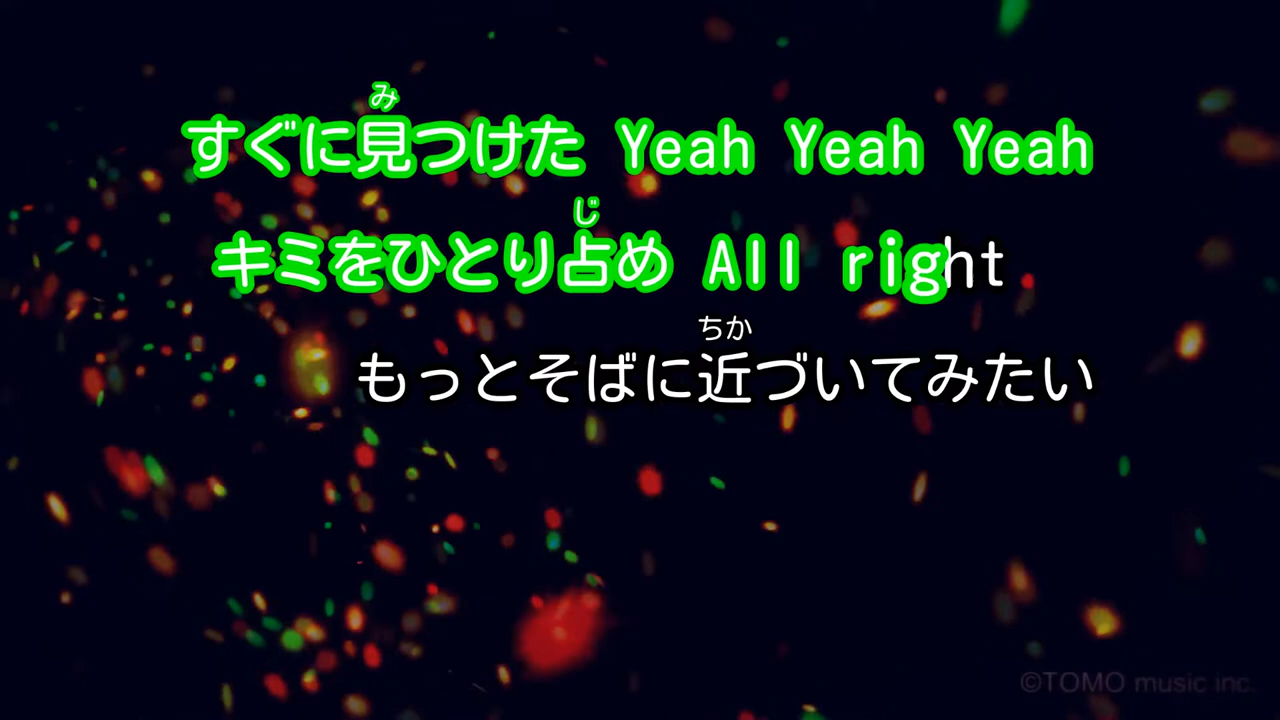 み
すぐに見つけた Yeah Yeah Yeah
じ
キミをひとり占め All right
ちか
もっとそばに近づいてみたい
©TOMO music inc.